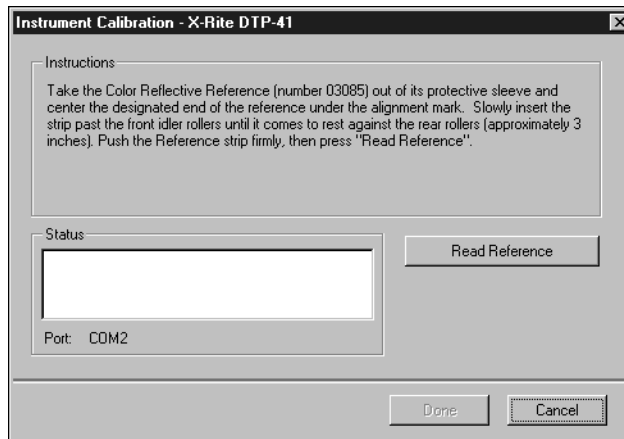 Instrument Calibration - X-Rite DTP-41
Instructions
Take the Color Reflective Reference (number 03085) out of its protective sleeve and
center the designated end of the reference under the alignment mark.  Slowly insert the
strip past the front idler rollers until it comes to rest against the rear rollers (approximately 3
inches). Push the Reference strip firmly, then press "Read Reference".
Status
Read Reference
Port: COM2
Done
Cancel